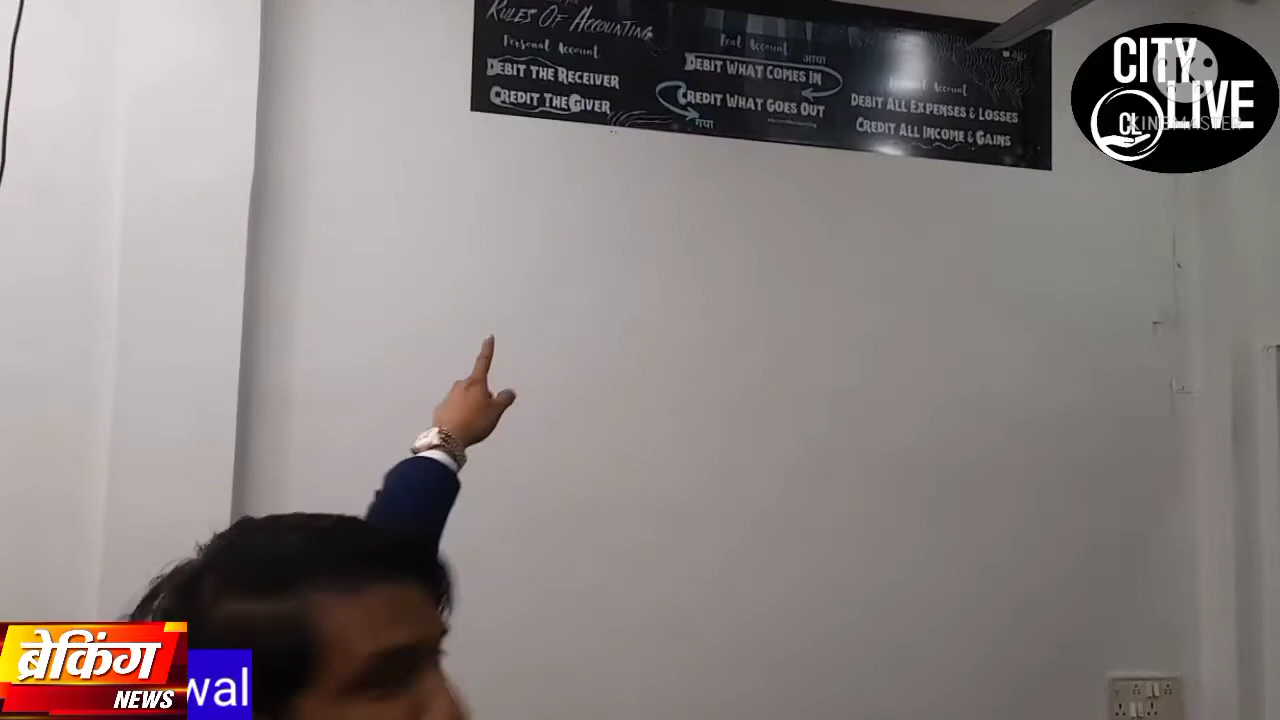 RULES OF ACCOUNTING
Personal Account
DEBIT THE RECEIVER
CREDIT THE GIVER
Real Account
आया
DEBIT WHAT COMES IN
CREDIT WHAT GOES OUT
गया
Account
DEBIT ALL EXPENSES & LOSSES
CREDIT ALL INCOME & GAINS
CITY
LIVE
CL
KINEMASTER
ब्रेकिंग
NEWS
wal